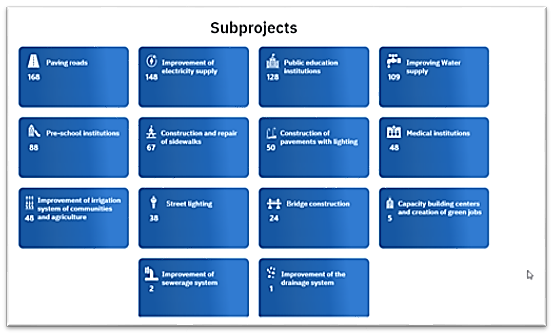 Subprojects
Paving roads
168
Improvement of
electricity supply
148
Public education
institutions
128
Improving Water
supply
109
Pre-school institutions
88
Construction and repair
of sidewalks
67
Construction of
pavements with lighting
50
Medical institutions
48
Improvement of irrigation
system of communities
and agriculture
48
Street lighting
38
Bridge construction
24
Capacity building centers
and creation of green jobs
5
Improvement of
sewerage system
2
Improvement of the
drainage system
1